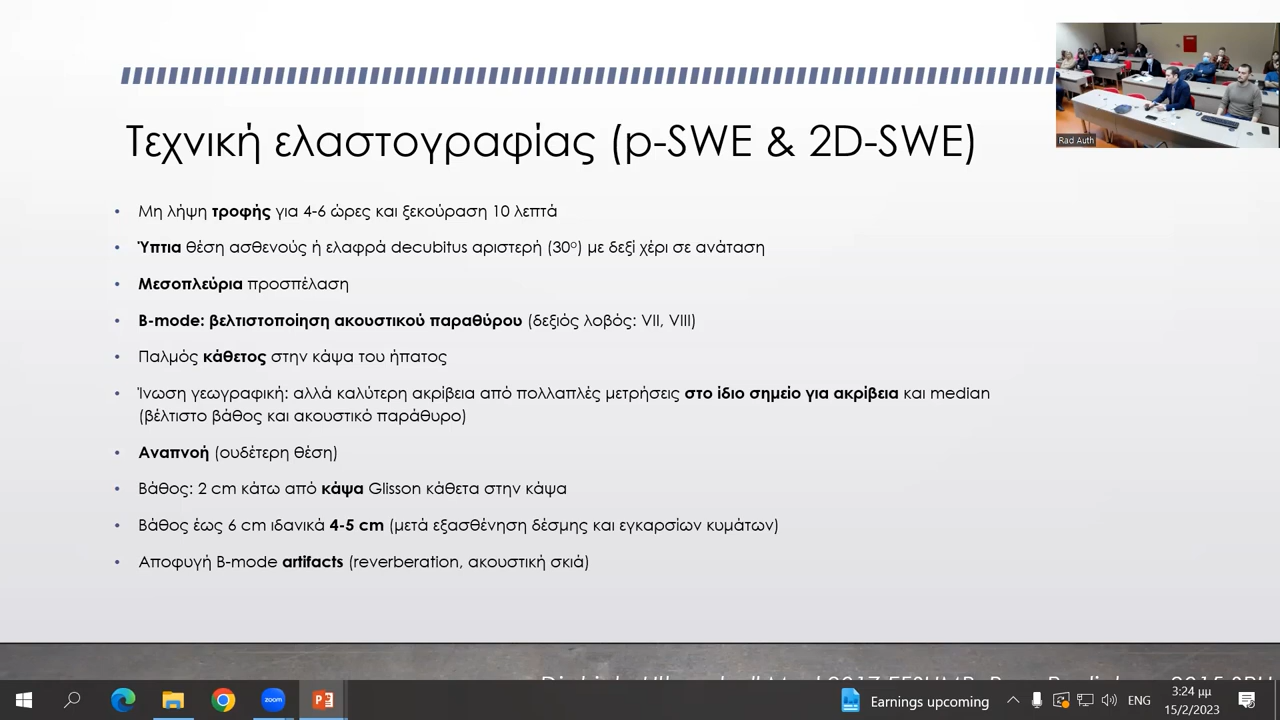 Τεχνική ελαστογραφίας (p-SWE & 2D-SWE)
Rad Auth
• Μη λήψη τροφής για 4-6 ώρες και ξεκούραση 10 λεπτά
• Ύπτια θέση ασθενούς ή ελαφρά decubitus αριστερή (30°) με δεξί χέρι σε ανάταση
• Μεσοπλεύρια προσπέλαση
• B-mode: βελτιστοποίηση ακουστικού παραθύρου (δεξιός λοβός: VII, VIII)
• Παλμός κάθετος στην κάψα του ήπατος
• Ίνωση γεωγραφική: αλλά καλύτερη ακρίβεια από πολλαπλές μετρήσεις στο ίδιο σημείο για ακρίβεια και median
(βέλτιστο βάθος και ακουστικό παράθυρο)
• Αναπνοή (ουδέτερη θέση)
• Βάθος: 2 cm κάτω από κάψα Glisson κάθετα στην κάψα
• Βάθος έως 6 cm ιδανικά 4-5 cm (μετά εξασθένηση δέσμης και εγκαρσίων κυμάτων)
• Αποφυγή B-mode artifacts (reverberation, ακουστική σκιά)
zoom
Earnings upcoming
ENG
3:24 μμ
15/2/2023